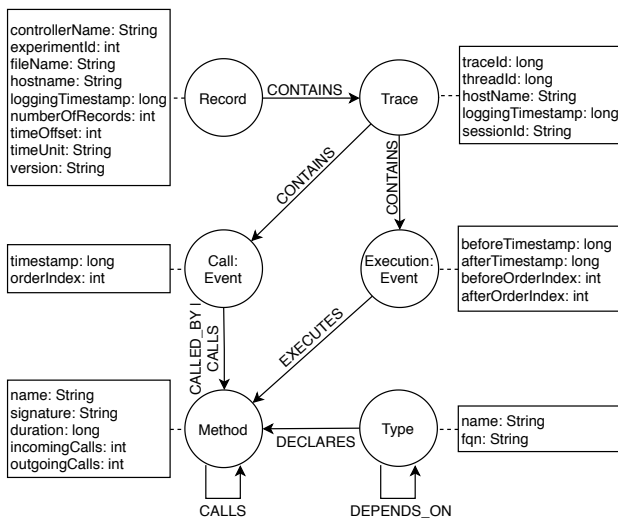 controllerName: String
experimentId: int
fileName: String
hostname: String
loggingTimestamp: long
numberOfRecords: int
timeOffset: int
timeUnit: String
version: String
Record
CONTAINS
Trace
traceId: long
threadId: long
hostName: String
loggingTimestamp: long
sessionId: String
CONTAINS
CONTAINS
timestamp: long
orderIndex: int
Call:
Event
Execution:
Event
beforeTimestamp: long
afterTimestamp: long
beforeOrderIndex: int
afterOrderIndex: int
CALLED_BY |
CALLS
EXECUTES
name: String
signature: String
duration: long
incomingCalls: int
outgoingCalls: int
Method
DECLARES
Type
name: String
fqn: String
CALLS
DEPENDS_ON